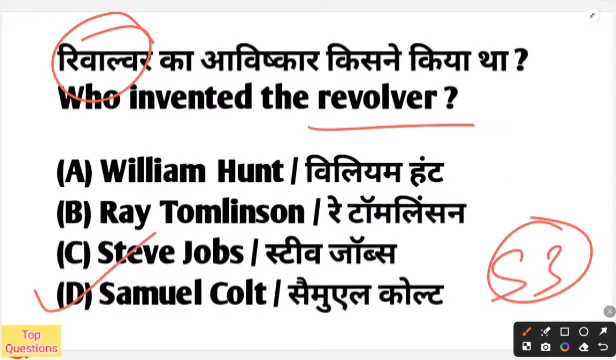 रिवाल्वर का आविष्कार किसने किया था ?
Who invented the revolver ?
(A) William Hunt / विलियम हंट
(B) Ray Tomlinson / रे टॉमलिंसन
(C) Steve Jobs / स्टीव जॉब्स
(D) Samuel Colt / सैमुएल कोल्ट
53
Top
Questions